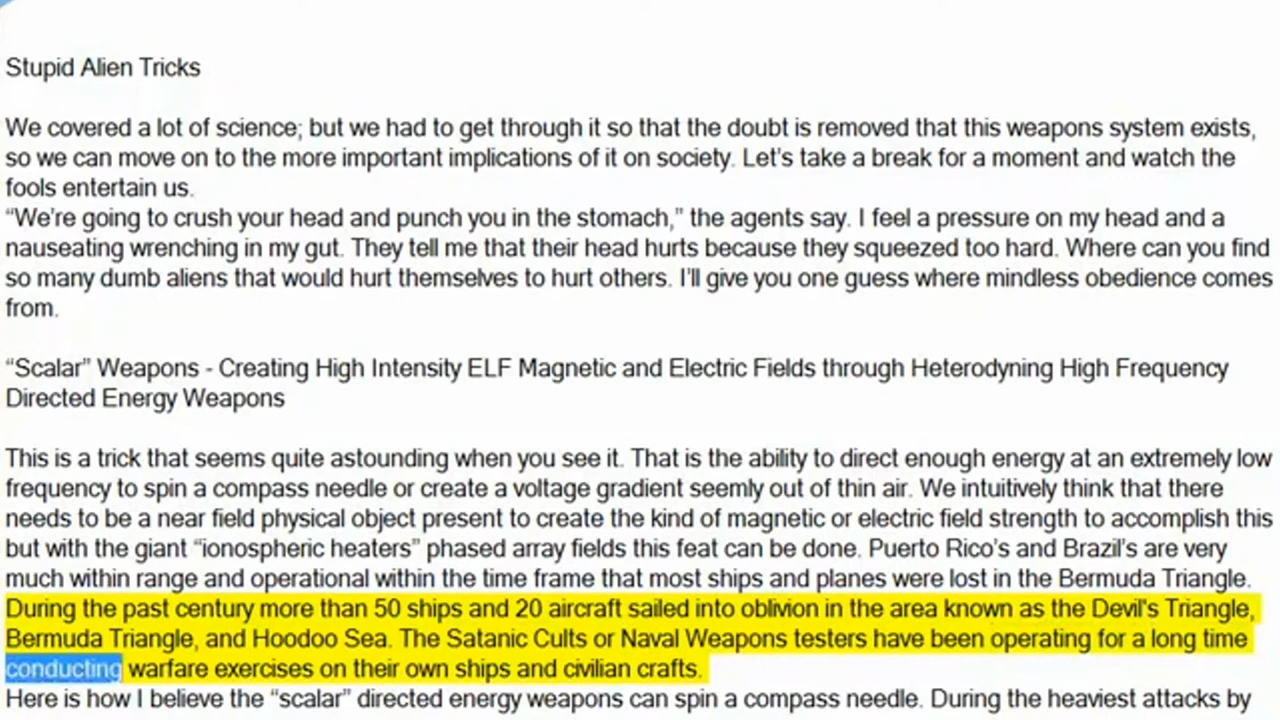 Stupid Alien Tricks
We covered a lot of science; but we had to get through it so that the doubt is removed that this weapons system exists,
so we can move on to the more important implications of it on society. Let's take a break for a moment and watch the
fools entertain us.
“We're going to crush your head and punch you in the stomach,” the agents say. I feel a pressure on my head and a
nauseating wrenching in my gut. They tell me that their head hurts because they squeezed too hard. Where can you find
so many dumb aliens that would hurt themselves to hurt others. I'll give you one guess where mindless obedience comes
from.
“Scalar” Weapons - Creating High Intensity ELF Magnetic and Electric Fields through Heterodyning High Frequency
Directed Energy Weapons
This is a trick that seems quite astounding when you see it. That is the ability to direct enough energy at an extremely low
frequency to spin a compass needle or create a voltage gradient seemly out of thin air. We intuitively think that there
needs to be a near field physical object present to create the kind of magnetic or electric field strength to accomplish this
but with the giant “ionospheric heaters” phased array fields this feat can be done. Puerto Rico's and Brazil's are very
much within range and operational within the time frame that most ships and planes were lost in the Bermuda Triangle.
During the past century more than 50 ships and 20 aircraft sailed into oblivion in the area known as the Devil's Triangle,
Bermuda Triangle, and Hoodoo Sea. The Satanic Cults or Naval Weapons testers have been operating for a long time
conducting warfare exercises on their own ships and civilian crafts.
Here is how I believe the “scalar” directed energy weapons can spin a compass needle. During the heaviest attacks by